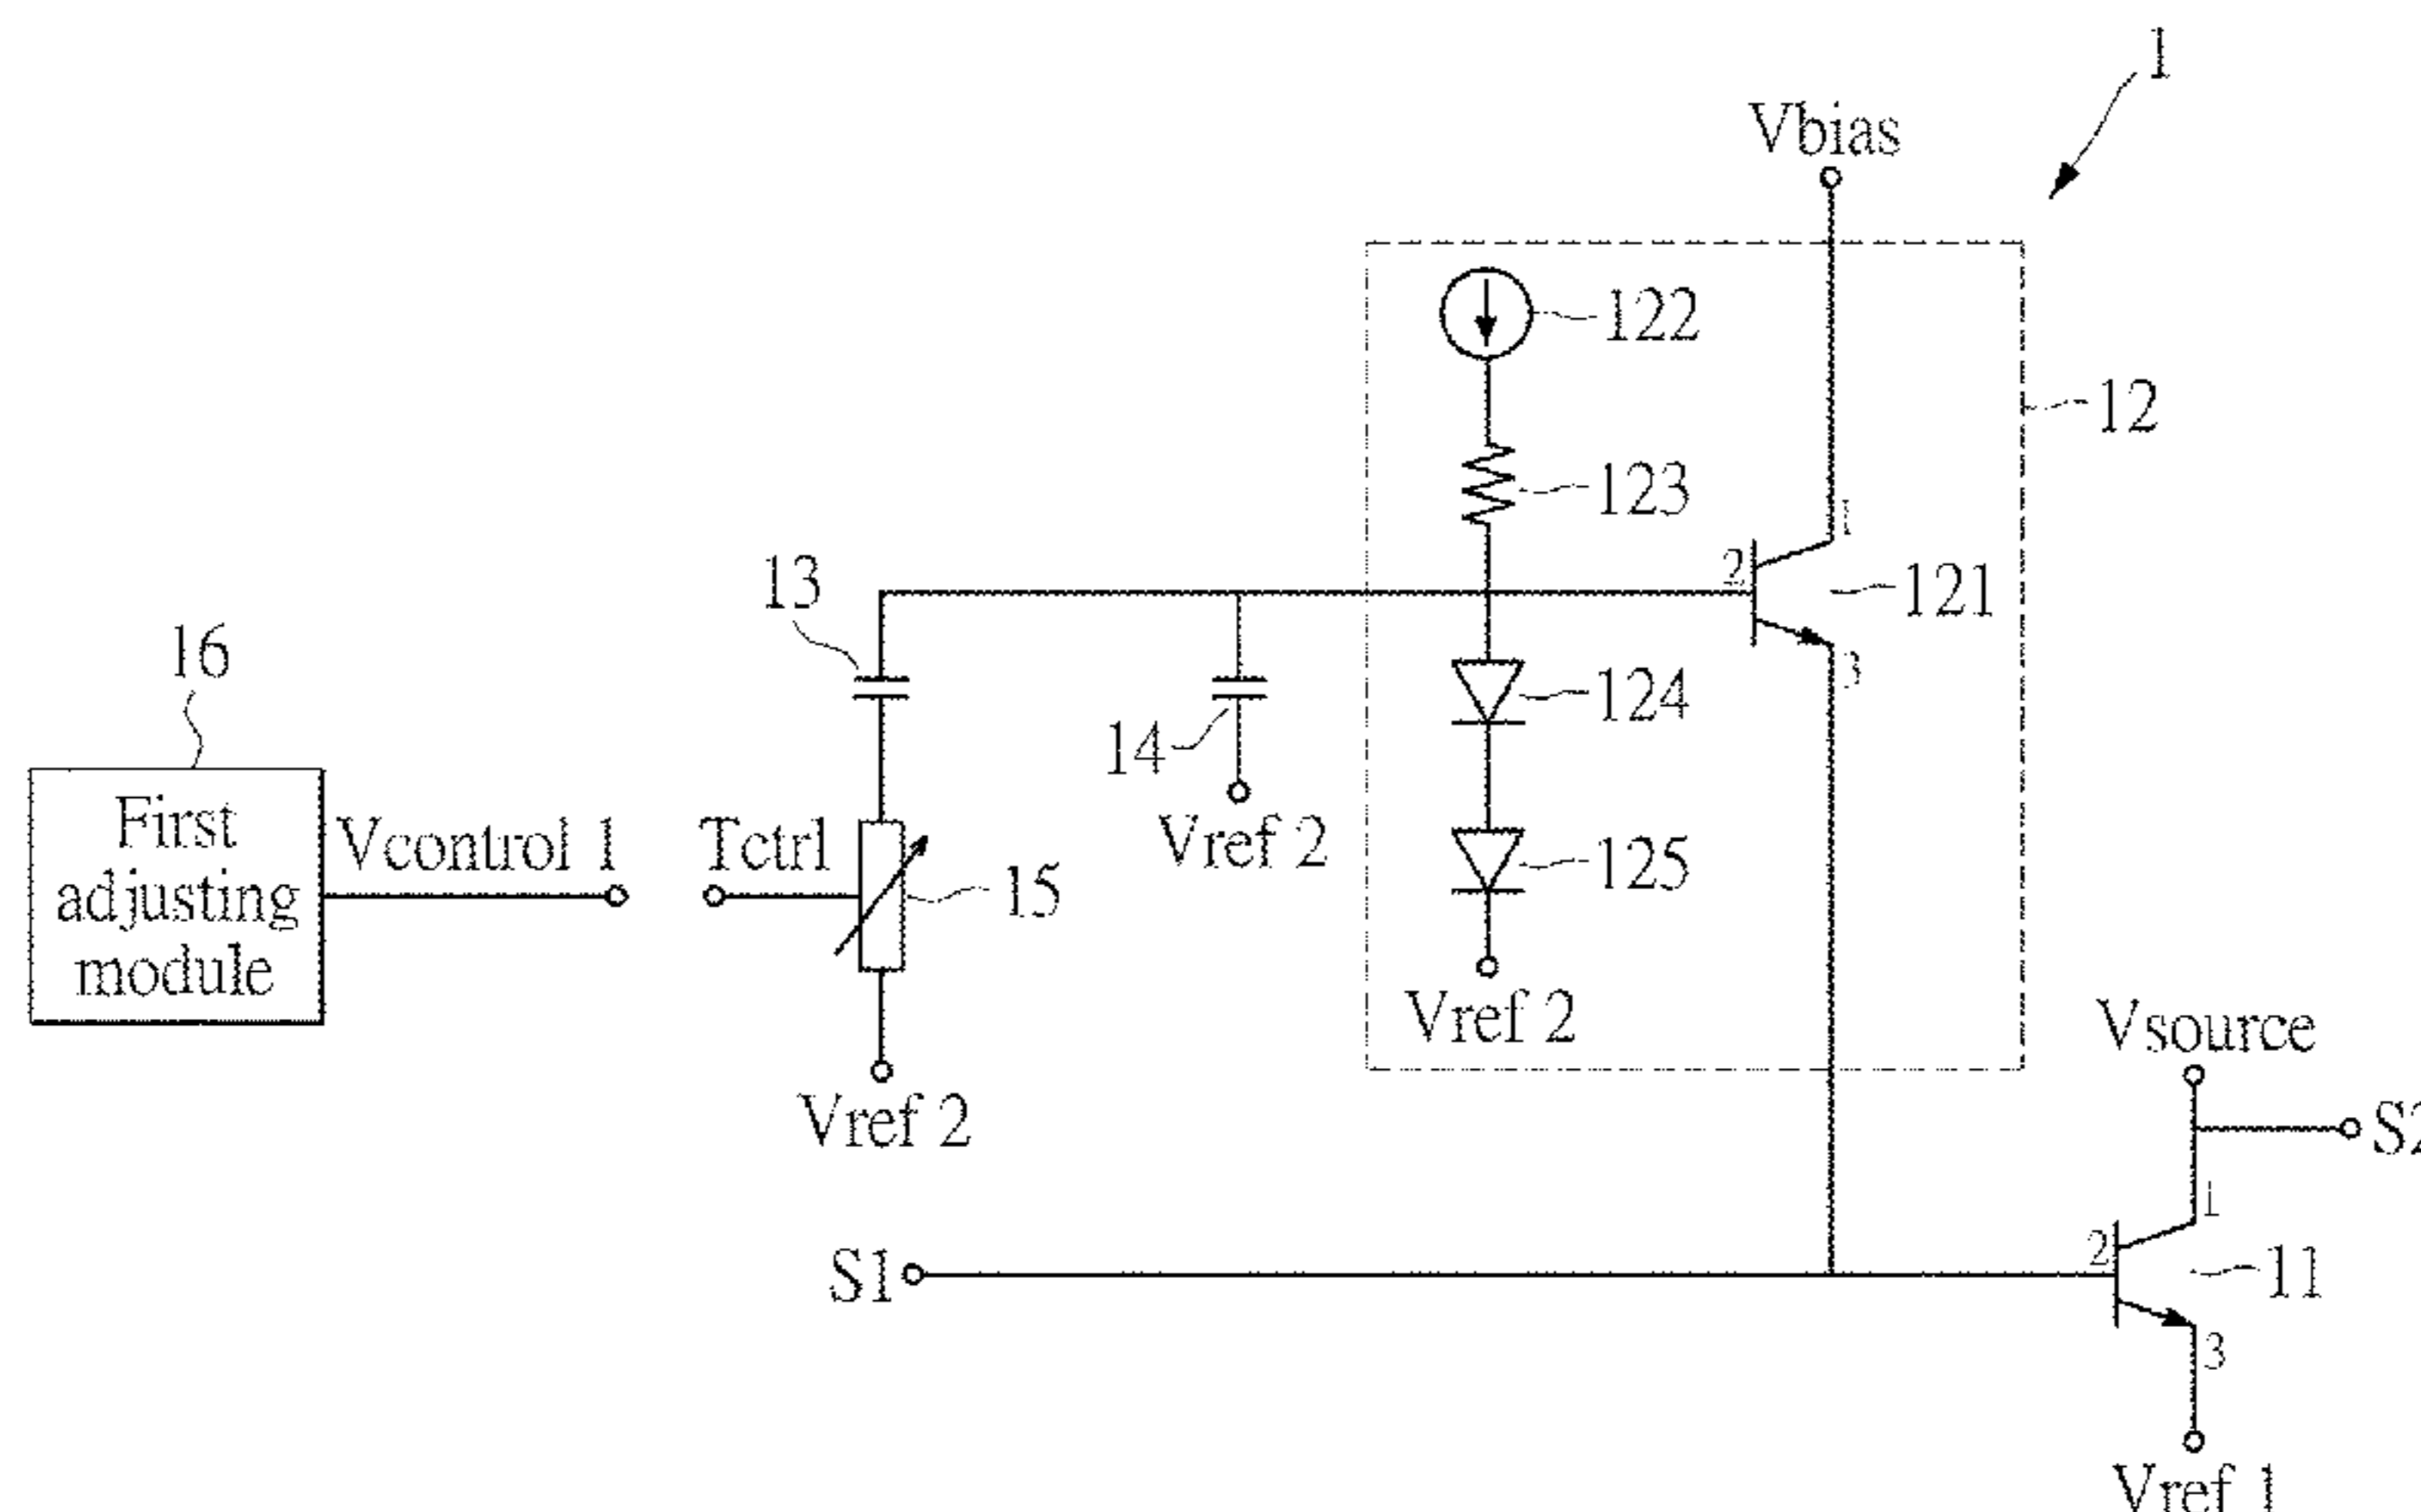 1
Vbias
122
12
123
1
2
121
3
13
16
124
14
First
adjusting
module
Vcontrol 1
Tctrl
15
Vref 2
125
Vref 2
Vref 2
Vsource
S2
1
2
S1
11
3
Vref 1